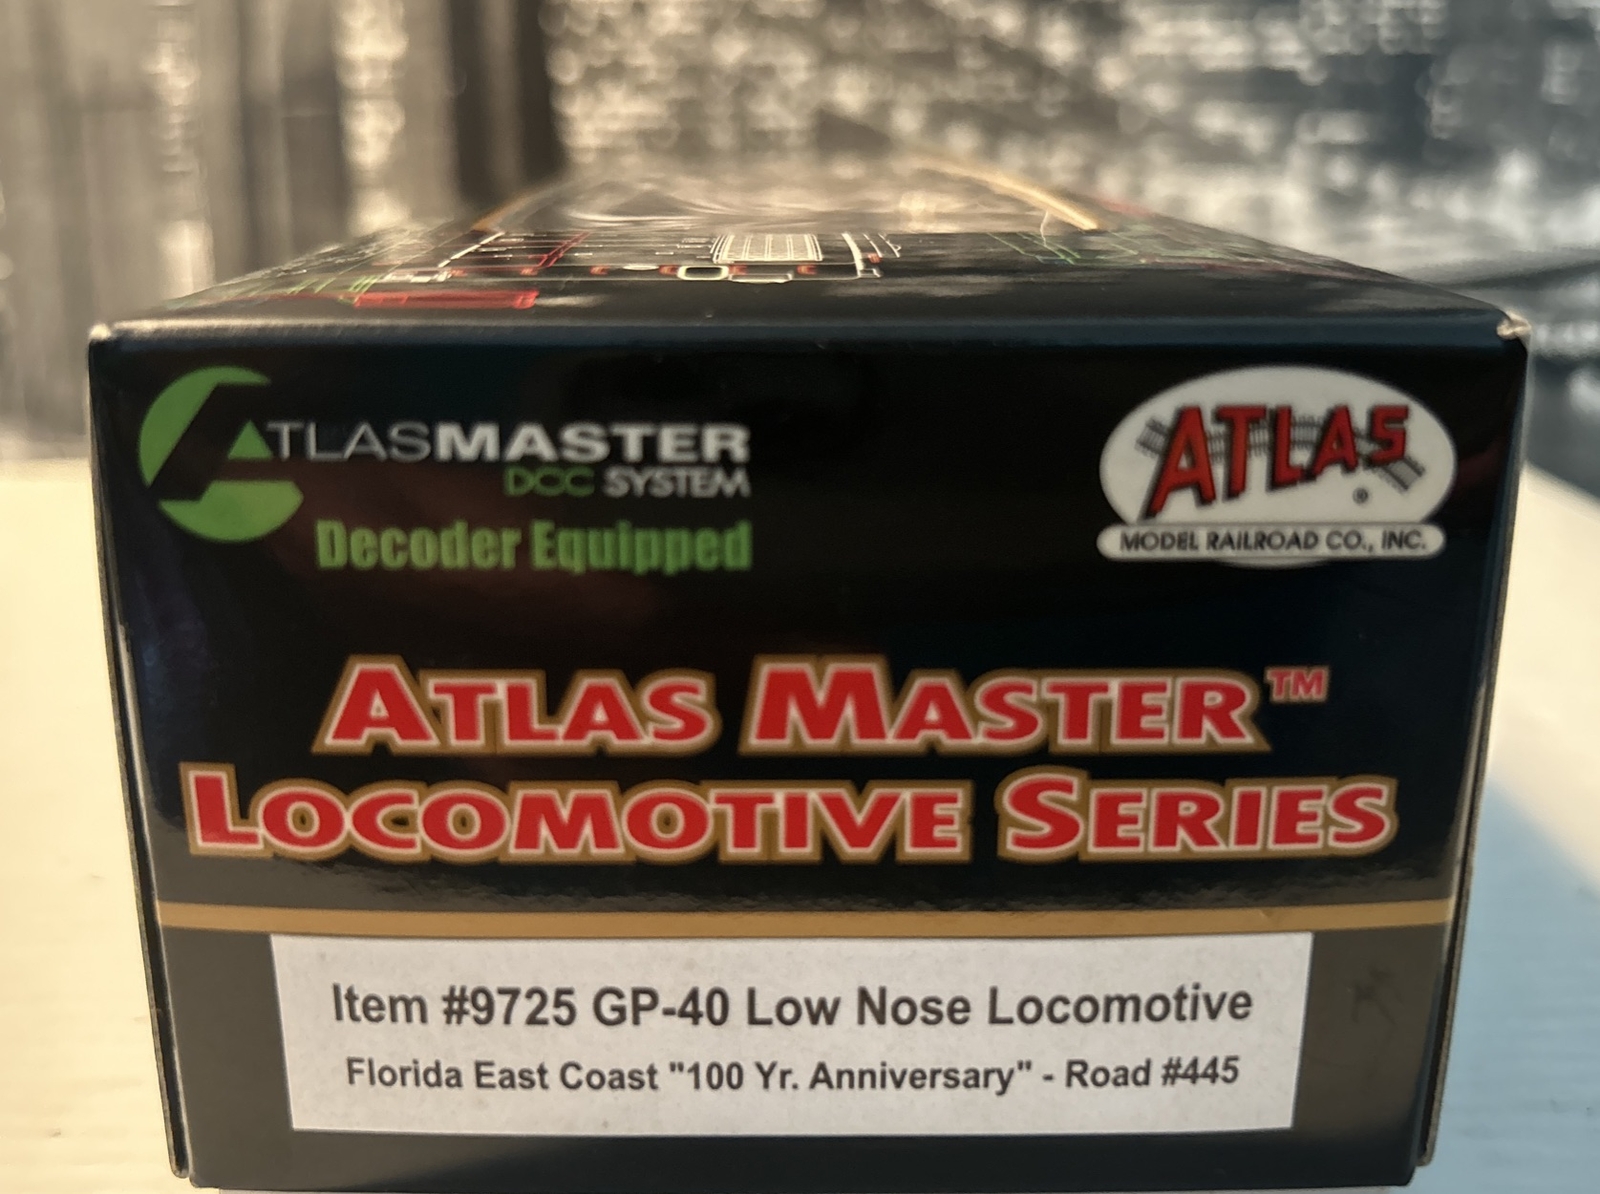 ATLASMASTER
DCC SYSTEM
Decoder Equipped
ATLAS
®
MODEL RAILROAD CO., INC.
ATLAS MASTER™
LOCOMOTIVE SERIES
Item #9725 GP-40 Low Nose Locomotive
Florida East Coast "100 Yr. Anniversary" - Road #445